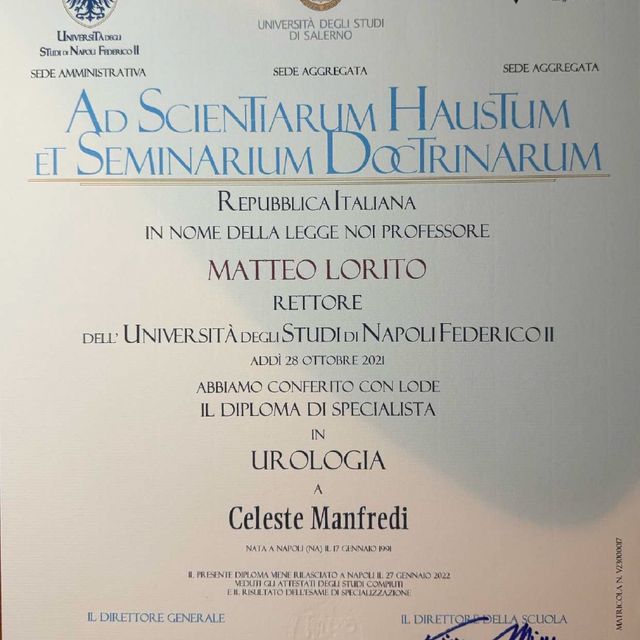 UNIVERSITÀ DEGLI
STUDI DI NAPOLI FEDERICO II
UNIVERSITÀ DEGLI STUDI
DI SALERNO
SEDE AMMINISTRATIVA
SEDE AGGREGATA
SEDE AGGREGATA
AD SCIENTIARUM HAUSTUM
ET SEMINARIUM DOCTRINARUM
REPUBBLICA ITALIANA
IN NOME DELLA LEGGE NOI PROFESSORE
MATTEO LORITO
RETTORE
DELL' UNIVERSITÀ DEGLI STUDI DI NAPOLI FEDERICO II
ADDÌ 28 OTTOBRE 2021
ABBIAMO CONFERITO CON LODE
IL DIPLOMA DI SPECIALISTA
IN
UROLOGIA
A
Celeste Manfredi
NATA A NAPOLI (NA) IL 17 GENNAIO 1991
IL PRESENTE DIPLOMA VIENE RILASCIATO A NAPOLI IL 27 GENNAIO 2022
VEDUTI GLI ATTESTATI DEGLI STUDI COMPIUTI
E IL RISULTATO DELL'ESAME DI SPECIALIZZAZIONE
IL DIRETTORE GENERALE
IL DIRETTORE DELLA SCUOLA
MATRICOLA N. V23000017